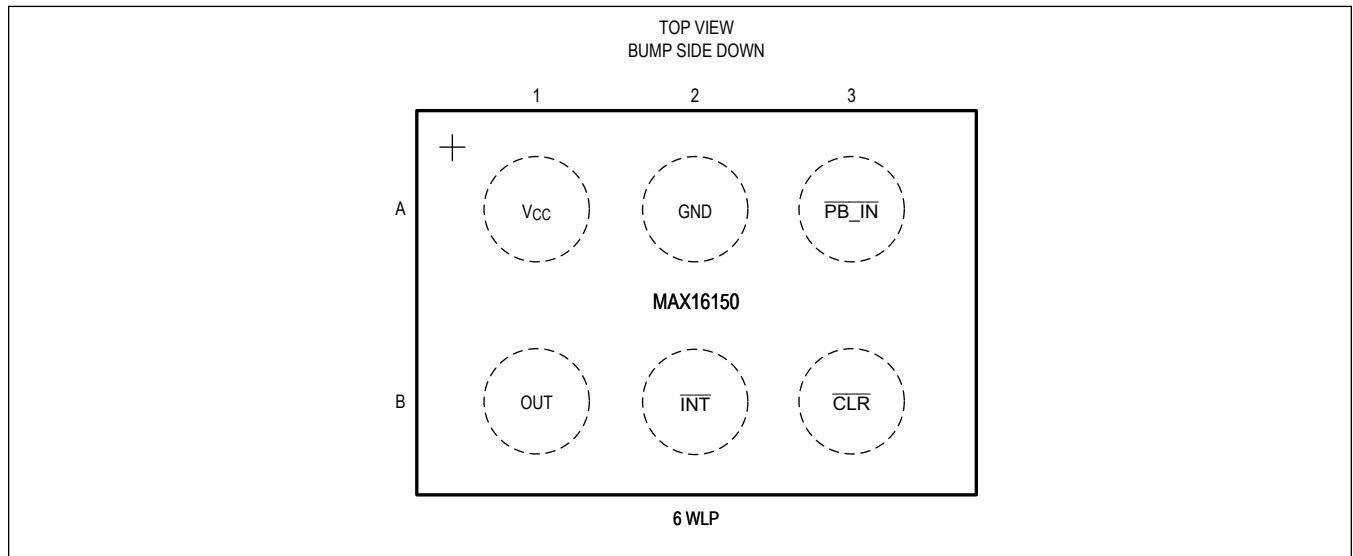 TOP VIEW
BUMP SIDE DOWN
1 2 3
A VCC GND PB_IN
MAX16150
B OUT INT CLR
6 WLP